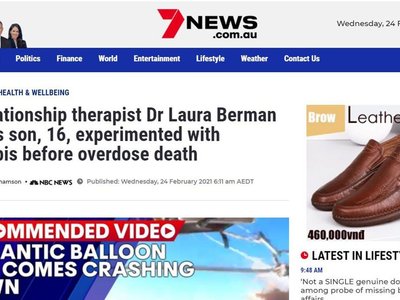 7NEWS
.com.au
Wednesday, 24 F
Politics Finance World Entertainment Lifestyle Weather Contact Us
HEALTH & WELLBEING
ationship therapist Dr Laura Berman
s son, 16, experimented with
bis before overdose death
NBC NEWS Published: Wednesday, 24 February 2021 6:11 am AEDT
OMMENDED VIDEO
ANTIC BALLOON
COMES CRASHING
WN
Brow Leathe
460,000vnđ
LATEST IN LIFEST
9:48 AM
'Not a SINGLE genuine do
among probe of missing b
affairs